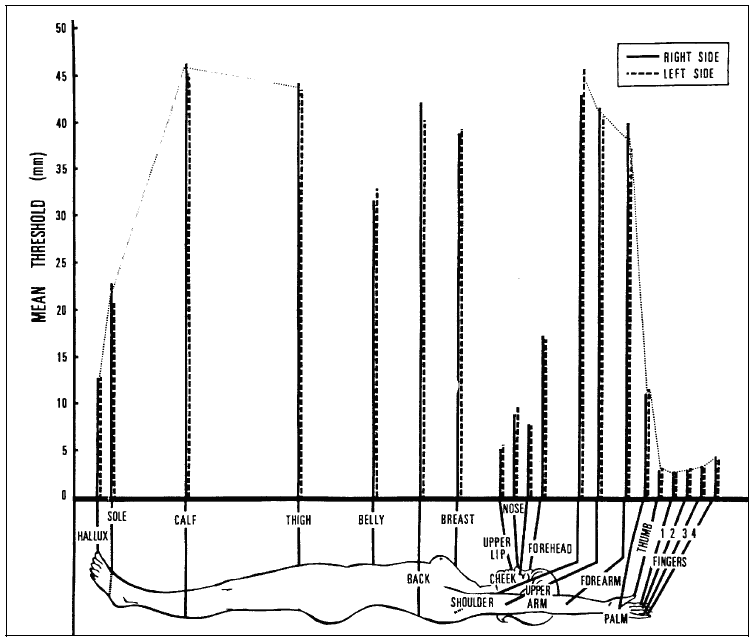 50
45
40
35
30
25
20
15
10
5
0
MEAN THRESHOLD (mm)
RIGHT SIDE
LEFT SIDE
HALLUX
SOLE
CALF
THIGH
BELLY
BACK
BREAST
SHOULDER
UPPER
LIP
CHEEK
NOSE
FOREHEAD
UPPER
ARM
FOREARM
PALM
THUMB
1 2 3 4
FINGERS